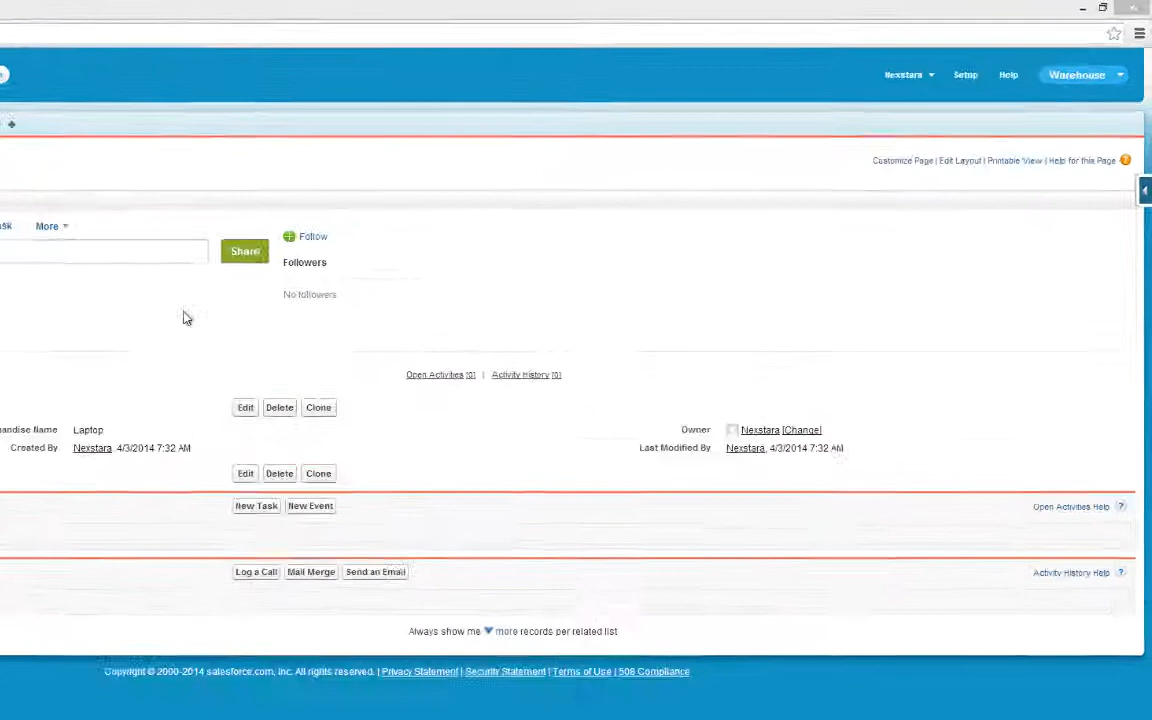 Nexstara Setup Help Warehouse
Customize Page | Edit Layout | Printable View | Help for this Page
sk More
Share Follow
Followers
No followers
Open Activities [0] | Activity History [0]
Edit Delete Clone
andise Name Laptop Owner Nexstara [Change]
Created By Nexstara, 4/3/2014 7:32 AM Last Modified By Nexstara, 4/3/2014 7:32 AM
Edit Delete Clone
New Task New Event Open Activities Help ?
Log a Call Mail Merge Send an Email Activity History Help ?
Always show me more records per related list
Copyright © 2000-2014 salesforce.com, inc. All rights reserved. | Privacy Statement | Security Statement | Terms of Use | 508 Compliance